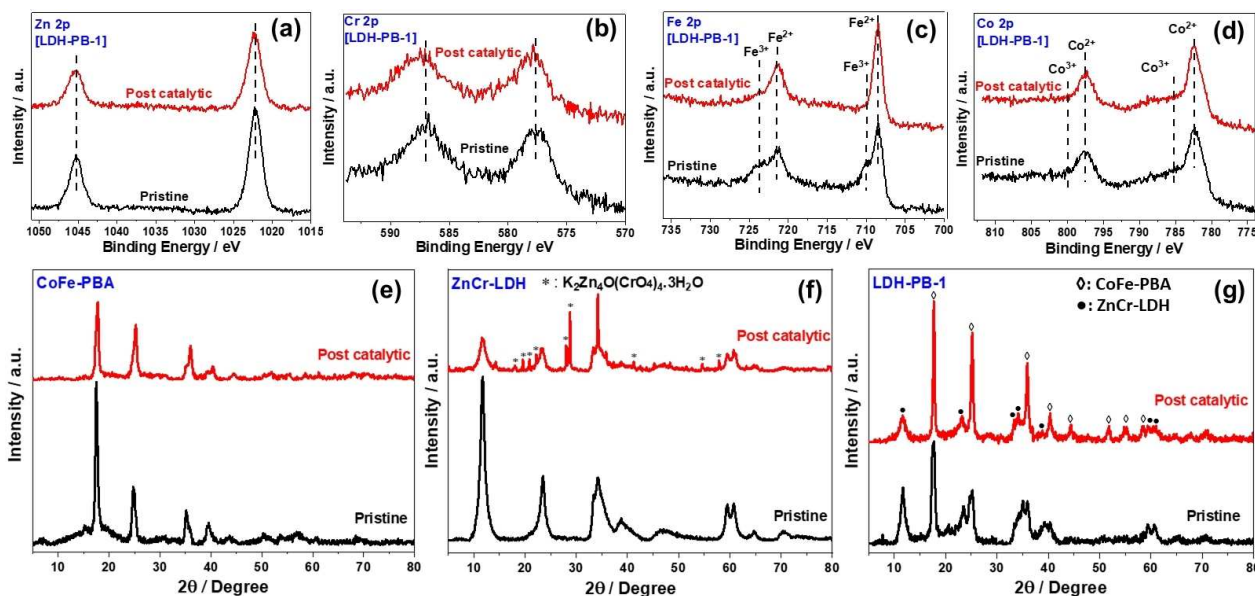 Zn 2p
[LDH-PB-1]
(a)
Post catalytic
Pristine
Intensity / a.u.
1050 1045 1040 1035 1030 1025 1020 1015
Binding Energy / eV
Cr 2p
[LDH-PB-1]
(b)
Post catalytic
Pristine
Intensity / a.u.
590 585 580 575 570
Binding Energy / eV
Fe 2p
[LDH-PB-1]
(c)
Fe³⁺ Fe²⁺ Fe³⁺ Fe²⁺
Post catalytic
Pristine
Intensity / a.u.
735 730 725 720 715 710 705 700
Binding Energy / eV
Co 2p
[LDH-PB-1]
(d)
Co³⁺ Co²⁺ Co³⁺ Co²⁺
Post catalytic
Pristine
Intensity / a.u.
810 805 800 795 790 785 780 775
Binding Energy / eV
CoFe-PBA
(e)
Post catalytic
Pristine
Intensity / a.u.
10 20 30 40 50 60 70 80
2θ / Degree
ZnCr-LDH
* : K₂Zn₄O(CrO₄)₄.3H₂O
(f)
* * * * * * * * *
Post catalytic
Pristine
Intensity / a.u.
10 20 30 40 50 60 70 80
2θ / Degree
LDH-PB-1
◊: CoFe-PBA
●: ZnCr-LDH
(g)
Post catalytic
Pristine
Intensity / a.u.
10 20 30 40 50 60 70 80
2θ / Degree